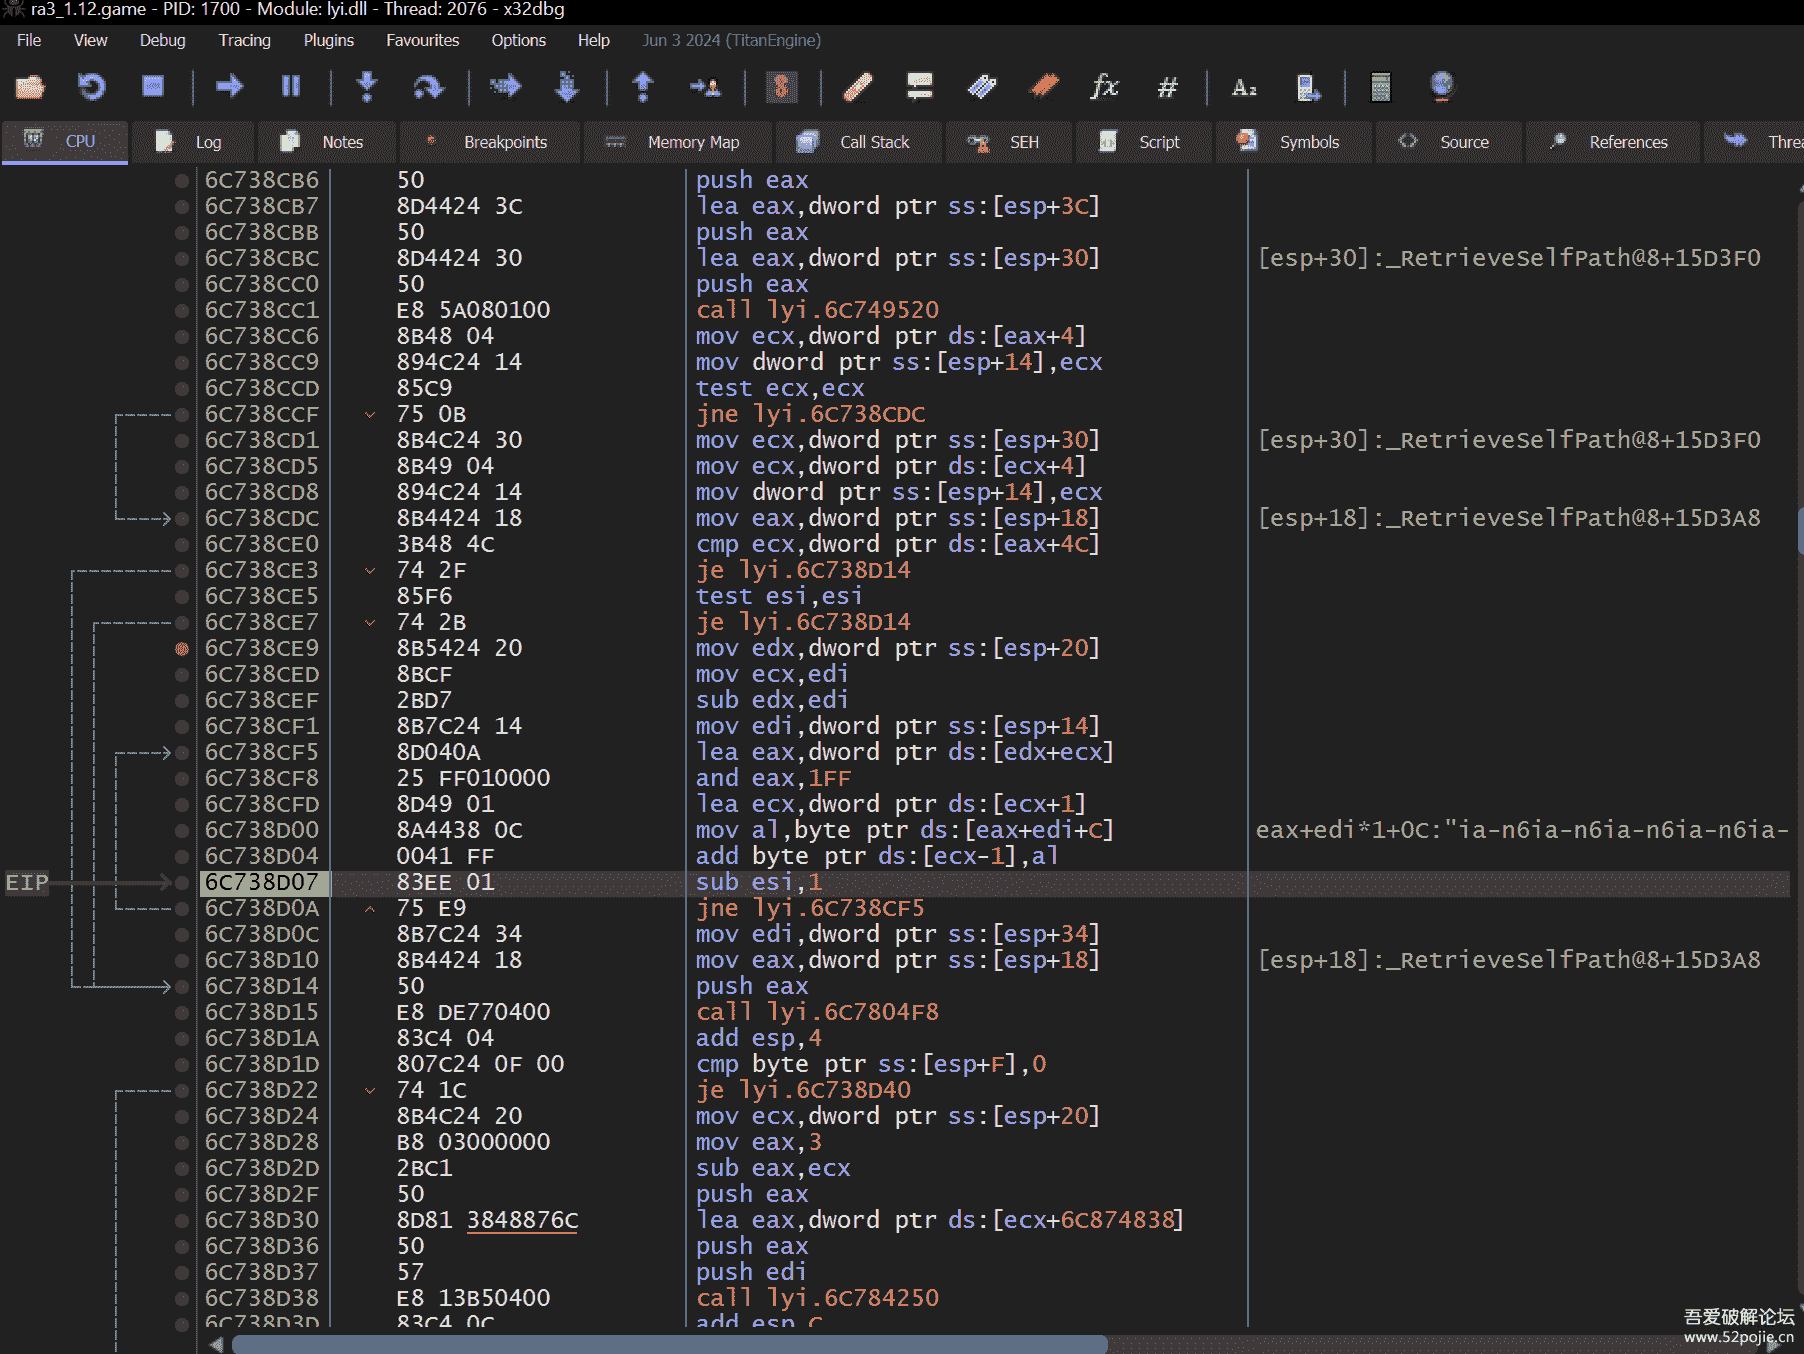 ra3_1.12.game - PID: 1700 - Module: lyi.dll - Thread: 2076 - x32dbg
File View Debug Tracing Plugins Favourites Options Help Jun 3 2024 (TitanEngine)
CPU Log Notes Breakpoints Memory Map Call Stack SEH Script Symbols Source References Threa
6C738CB6 50 push eax
6C738CB7 8D4424 3C lea eax,dword ptr ss:[esp+3C]
6C738CBB 50 push eax
6C738CBC 8D4424 30 lea eax,dword ptr ss:[esp+30] [esp+30]:_RetrieveSelfPath@8+15D3F0
6C738CC0 50 push eax
6C738CC1 E8 5A080100 call lyi.6C749520
6C738CC6 8B48 04 mov ecx,dword ptr ds:[eax+4]
6C738CC9 894C24 14 mov dword ptr ss:[esp+14],ecx
6C738CCD 85C9 test ecx,ecx
6C738CCF 75 0B jne lyi.6C738CDC
6C738CD1 8B4C24 30 mov ecx,dword ptr ss:[esp+30] [esp+30]:_RetrieveSelfPath@8+15D3F0
6C738CD5 8B49 04 mov ecx,dword ptr ds:[ecx+4]
6C738CD8 894C24 14 mov dword ptr ss:[esp+14],ecx
6C738CDC 8B4424 18 mov eax,dword ptr ss:[esp+18] [esp+18]:_RetrieveSelfPath@8+15D3A8
6C738CE0 3B48 4C cmp ecx,dword ptr ds:[eax+4C]
6C738CE3 74 2F je lyi.6C738D14
6C738CE5 85F6 test esi,esi
6C738CE7 74 2B je lyi.6C738D14
6C738CE9 8B5424 20 mov edx,dword ptr ss:[esp+20]
6C738CED 8BCF mov ecx,edi
6C738CEF 2BD7 sub edx,edi
6C738CF1 8B7C24 14 mov edi,dword ptr ss:[esp+14]
6C738CF5 8D040A lea eax,dword ptr ds:[edx+ecx]
6C738CF8 25 FF010000 and eax,1FF
6C738CFD 8D49 01 lea ecx,dword ptr ds:[ecx+1]
6C738D00 8A4438 0C mov al,byte ptr ds:[eax+edi+C] eax+edi*1+0C:"ia-n6ia-n6ia-n6ia-n6ia-
6C738D04 0041 FF add byte ptr ds:[ecx-1],al
EIP 6C738D07 83EE 01 sub esi,1
6C738D0A 75 E9 jne lyi.6C738CF5
6C738D0C 8B7C24 34 mov edi,dword ptr ss:[esp+34]
6C738D10 8B4424 18 mov eax,dword ptr ss:[esp+18] [esp+18]:_RetrieveSelfPath@8+15D3A8
6C738D14 50 push eax
6C738D15 E8 DE770400 call lyi.6C7804F8
6C738D1A 83C4 04 add esp,4
6C738D1D 807C24 0F 00 cmp byte ptr ss:[esp+F],0
6C738D22 74 1C je lyi.6C738D40
6C738D24 8B4C24 20 mov ecx,dword ptr ss:[esp+20]
6C738D28 B8 03000000 mov eax,3
6C738D2D 2BC1 sub eax,ecx
6C738D2F 50 push eax
6C738D30 8D81 3848876C lea eax,dword ptr ds:[ecx+6C874838]
6C738D36 50 push eax
6C738D37 57 push edi
6C738D38 E8 13B50400 call lyi.6C784250
6C738D3D 83C4 0C add esp,C
吾爱破解论坛
www.52pojie.cn